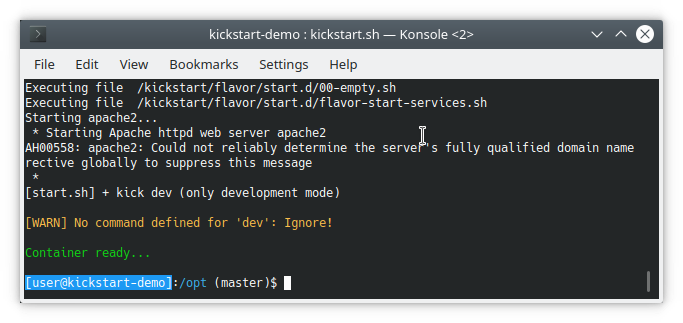 kickstart-demo : kickstart.sh — Konsole <2>
File Edit View Bookmarks Settings Help
Executing file  /kickstart/flavor/start.d/00-empty.sh
Executing file  /kickstart/flavor/start.d/flavor-start-services.sh
Starting apache2...
 * Starting Apache httpd web server apache2
AH00558: apache2: Could not reliably determine the server's fully qualified domain name
rective globally to suppress this message
 *
[start.sh] + kick dev (only development mode)
[WARN] No command defined for 'dev': Ignore!
Container ready...
[user@kickstart-demo]:/opt (master)$